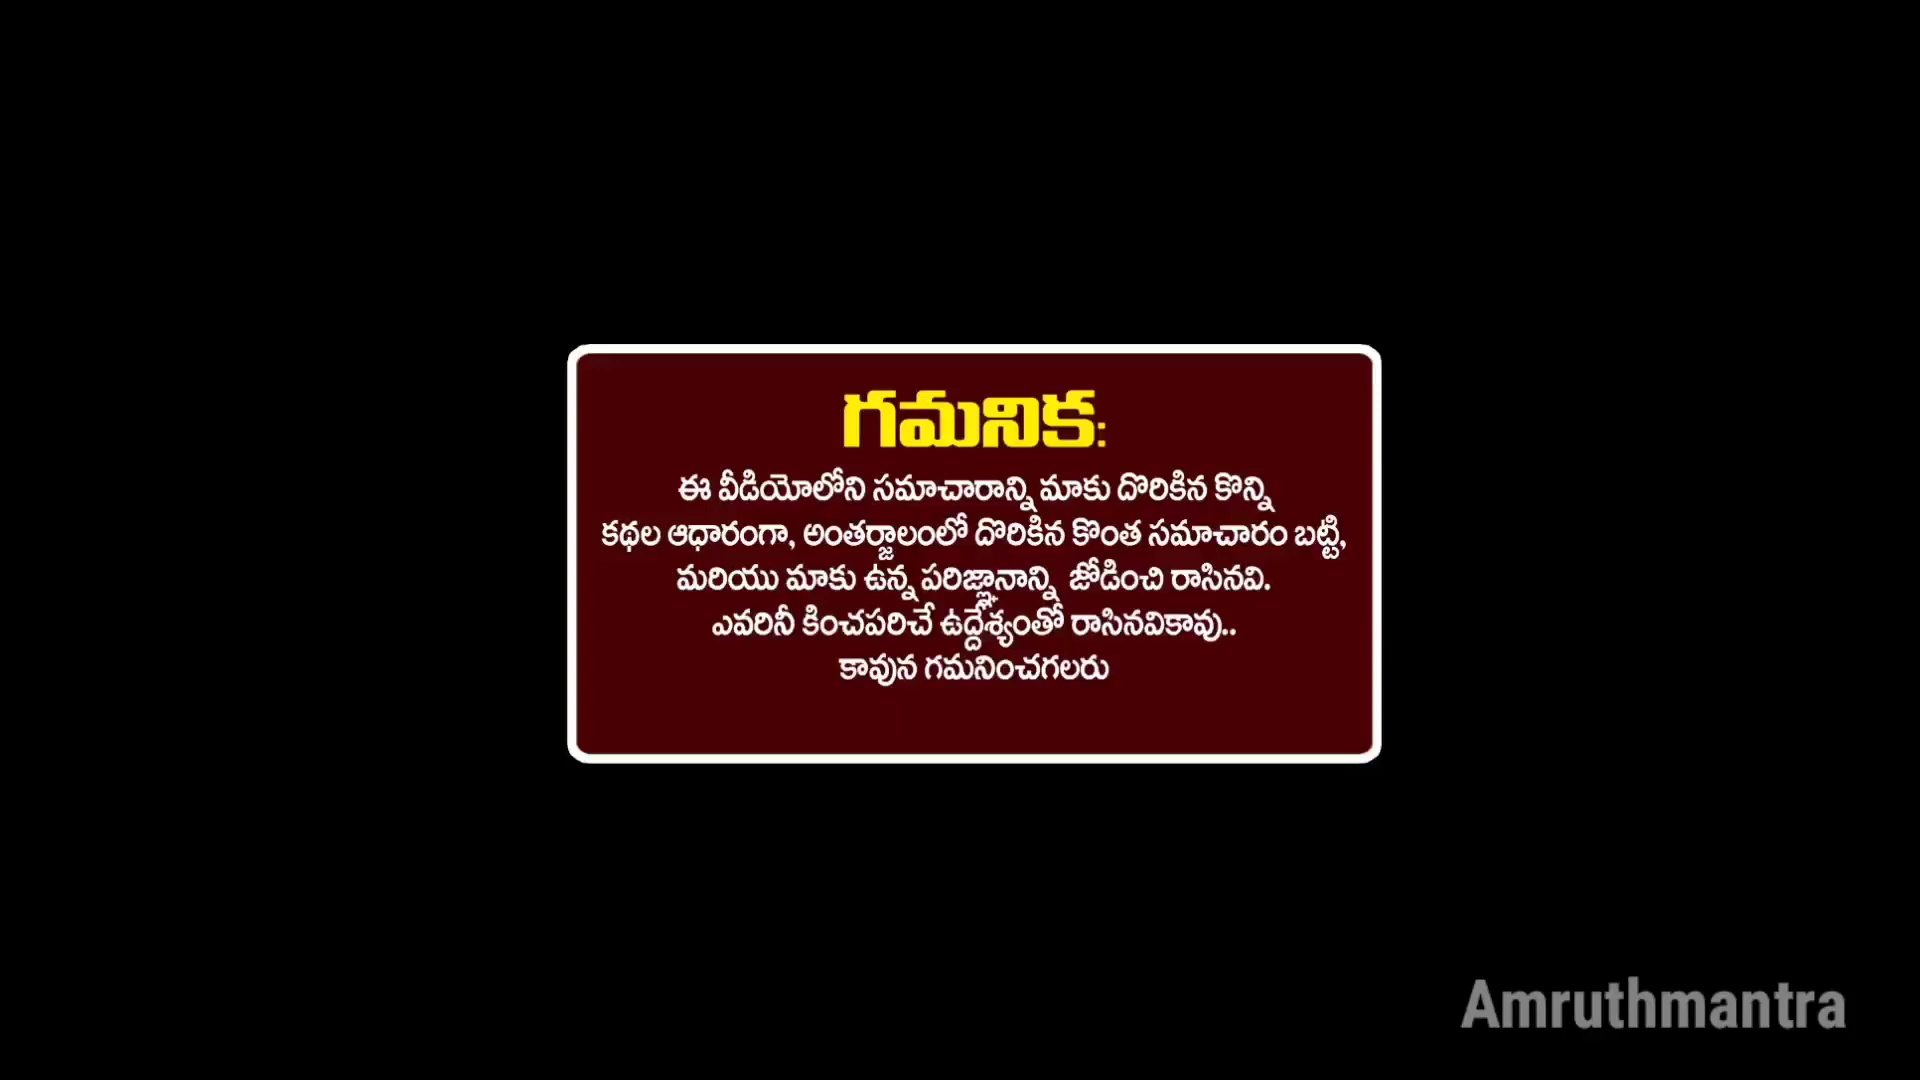 గమనిక:
ఈ వీడియోలోని సమాచారాన్ని మాకు దొరికిన కొన్ని
కథల ఆధారంగా, అంతర్జాలంలో దొరికిన కొంత సమాచారం బట్టి,
మరియు మాకు ఉన్న పరిజ్ఞానాన్ని జోడించి రాసినవి.
ఎవరినీ కించపరిచే ఉద్దేశ్యంతో రాసినవికావు..
కావున గమనించగలరు
Amruthmantra